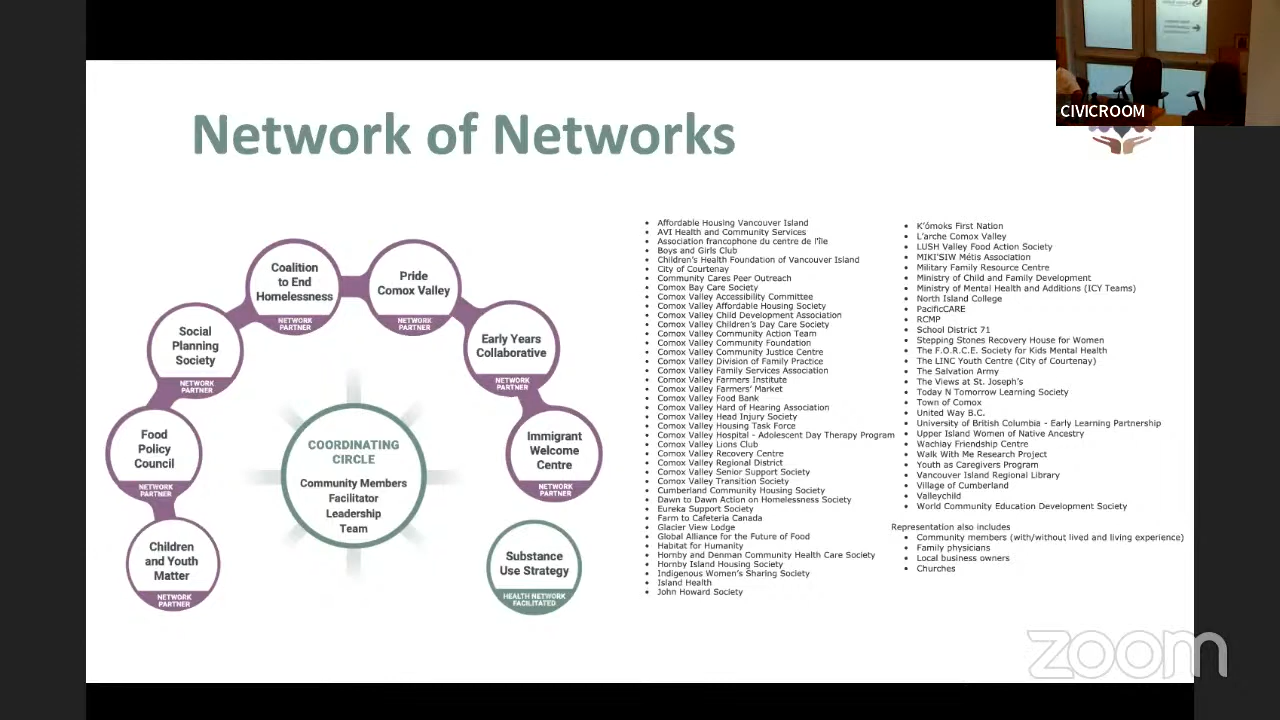 CIVICROOM
Network of Networks
Coalition
to End
Homelessness
NETWORK
PARTNER
Pride
Comox Valley
NETWORK
PARTNER
Social
Planning
Society
NETWORK
PARTNER
Early Years
Collaborative
NETWORK
PARTNER
Food
Policy
Council
NETWORK
PARTNER
Immigrant
Welcome
Centre
NETWORK
PARTNER
Children
and Youth
Matter
NETWORK
PARTNER
COORDINATING
CIRCLE
Community Members
Facilitator
Leadership
Team
Substance
Use Strategy
HEALTH NETWORK
FACILITATED
• Affordable Housing Vancouver Island
• AVI Health and Community Services
• Association francophone du centre de l'île
• Boys and Girls Club
• Children's Health Foundation of Vancouver Island
• City of Courtenay
• Community Cares Peer Outreach
• Comox Bay Care Society
• Comox Valley Accessibility Committee
• Comox Valley Affordable Housing Society
• Comox Valley Child Development Association
• Comox Valley Children's Day Care Society
• Comox Valley Community Action Team
• Comox Valley Community Foundation
• Comox Valley Community Justice Centre
• Comox Valley Division of Family Practice
• Comox Valley Family Services Association
• Comox Valley Farmers Institute
• Comox Valley Farmers' Market
• Comox Valley Food Bank
• Comox Valley Hard of Hearing Association
• Comox Valley Head Injury Society
• Comox Valley Housing Task Force
• Comox Valley Hospital - Adolescent Day Therapy Program
• Comox Valley Lions Club
• Comox Valley Recovery Centre
• Comox Valley Regional District
• Comox Valley Senior Support Society
• Comox Valley Transition Society
• Cumberland Community Housing Society
• Dawn to Dawn Action on Homelessness Society
• Eureka Support Society
• Farm to Cafeteria Canada
• Glacier View Lodge
• Global Alliance for the Future of Food
• Habitat for Humanity
• Hornby and Denman Community Health Care Society
• Hornby Island Housing Society
• Indigenous Women's Sharing Society
• Island Health
• John Howard Society
• K'ómoks First Nation
• L'arche Comox Valley
• LUSH Valley Food Action Society
• MIKI'SIW Métis Association
• Military Family Resource Centre
• Ministry of Child and Family Development
• Ministry of Mental Health and Additions (ICY Teams)
• North Island College
• PacificCARE
• RCMP
• School District 71
• Stepping Stones Recovery House for Women
• The F.O.R.C.E. Society for Kids Mental Health
• The LINC Youth Centre (City of Courtenay)
• The Salvation Army
• The Views at St. Joseph's
• Today N Tomorrow Learning Society
• Town of Comox
• United Way B.C.
• University of British Columbia - Early Learning Partnership
• Upper Island Women of Native Ancestry
• Wachlay Friendship Centre
• Walk With Me Research Project
• Youth as Caregivers Program
• Vancouver Island Regional Library
• Village of Cumberland
• Valleychild
• World Community Education Development Society
Representation also includes
• Community members (with/without lived and living experience)
• Family physicians
• Local business owners
• Churches
zoom